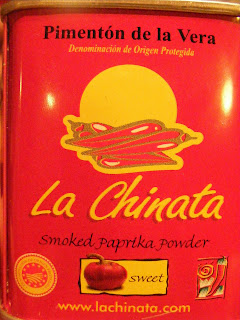 Pimentón de la Vera
Denominación de Origen Protegida
La Chinata
Smoked Paprika Powder
sweet
www.lachinata.com